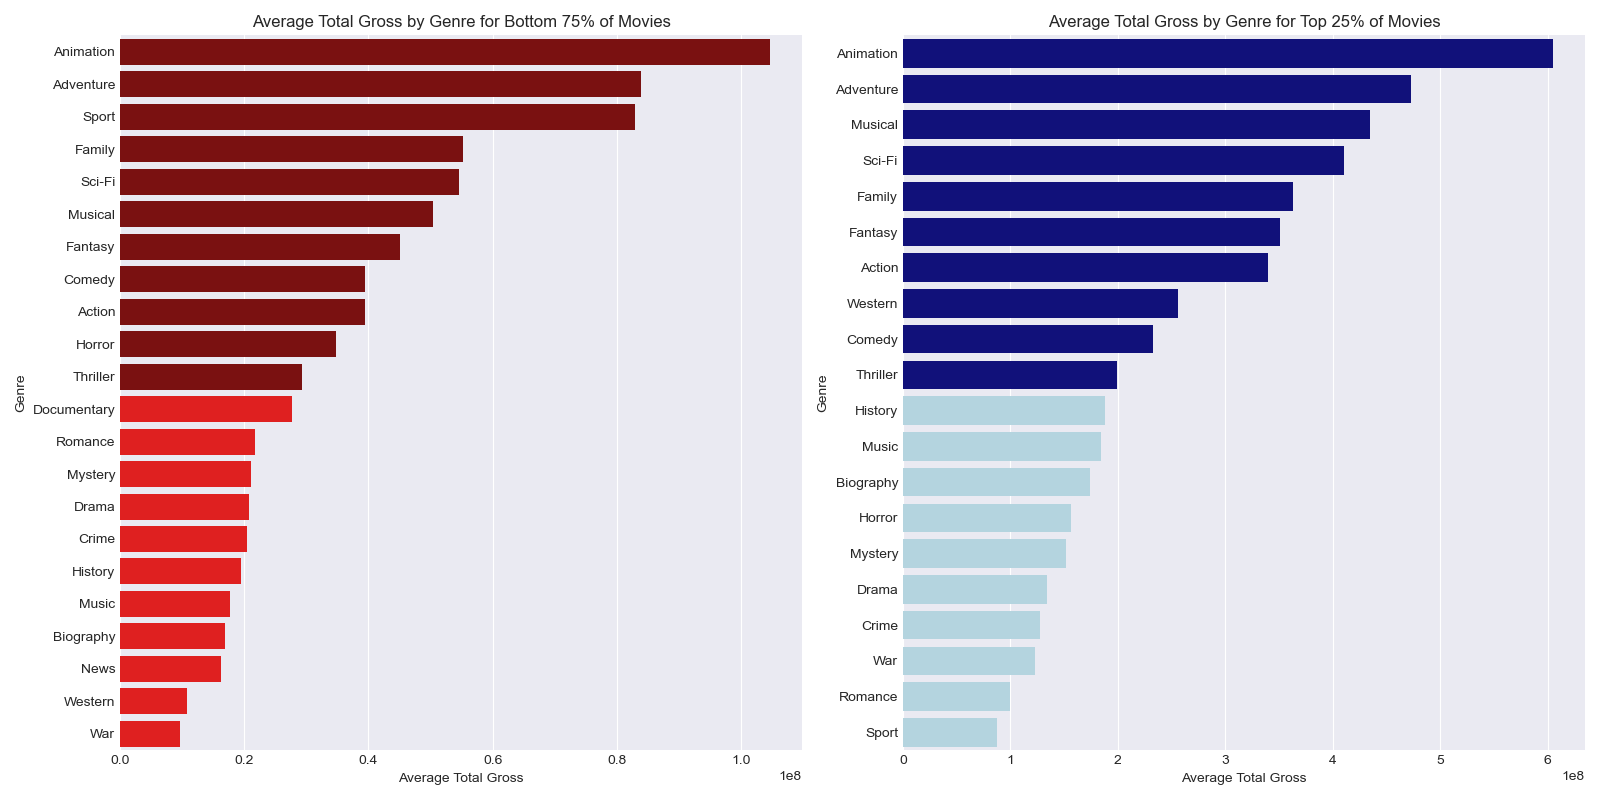 Average Total Gross by Genre for Bottom 75% of Movies
Genre
Animation
Adventure
Sport
Family
Sci-Fi
Musical
Fantasy
Comedy
Action
Horror
Thriller
Documentary
Romance
Mystery
Drama
Crime
History
Music
Biography
News
Western
War
0.0 0.2 0.4 0.6 0.8 1.0
1e8
Average Total Gross
Average Total Gross by Genre for Top 25% of Movies
Genre
Animation
Adventure
Musical
Sci-Fi
Family
Fantasy
Action
Western
Comedy
Thriller
History
Music
Biography
Horror
Mystery
Drama
Crime
War
Romance
Sport
0 1 2 3 4 5 6
1e8
Average Total Gross